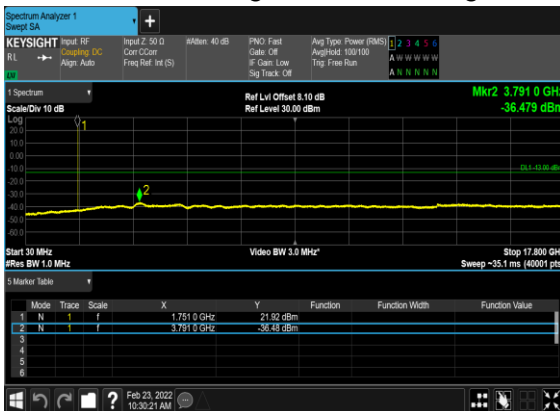 Spectrum Analyzer 1
Swept SA
KEYSIGHT Input: RF Input Z: 50 Ω #Atten: 40 dB PNO: Fast Avg Type: Power (RMS) 1 2 3 4 5 6
RL Coupling: DC Corr CCorr Gate: Off Avg|Hold: 100/100 A W W W W W
Align: Auto Freq Ref: Int (S) IF Gain: Low Trig: Free Run
LV Sig Track: Off A N N N N N
1 Spectrum Ref Lvl Offset 8.10 dB Mkr2 3.791 0 GHz
Scale/Div 10 dB Ref Level 30.00 dBm -36.479 dBm
Log
1
20.0
10.0
0.00
-10.0 DL1 -13.00 dBm
-20.0
-30.0 2
-40.0
-50.0
-60.0
Start 30 MHz Video BW 3.0 MHz* Stop 17.800 GHz
#Res BW 1.0 MHz Sweep ~35.1 ms (40001 pts)
5 Marker Table
Mode Trace Scale X Y Function Function Width Function Value
1 N 1 f 1.751 0 GHz 21.92 dBm
2 N 1 f 3.791 0 GHz -36.48 dBm
3
4
5
6
? Feb 23, 2022
10:30:21 AM